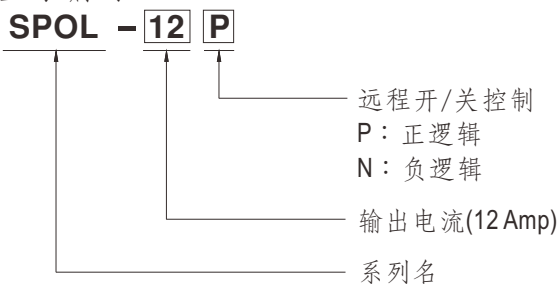 SPOL - 12 P
远程开/关控制
P：正逻辑
N：负逻辑
输出电流(12 Amp)
系列名